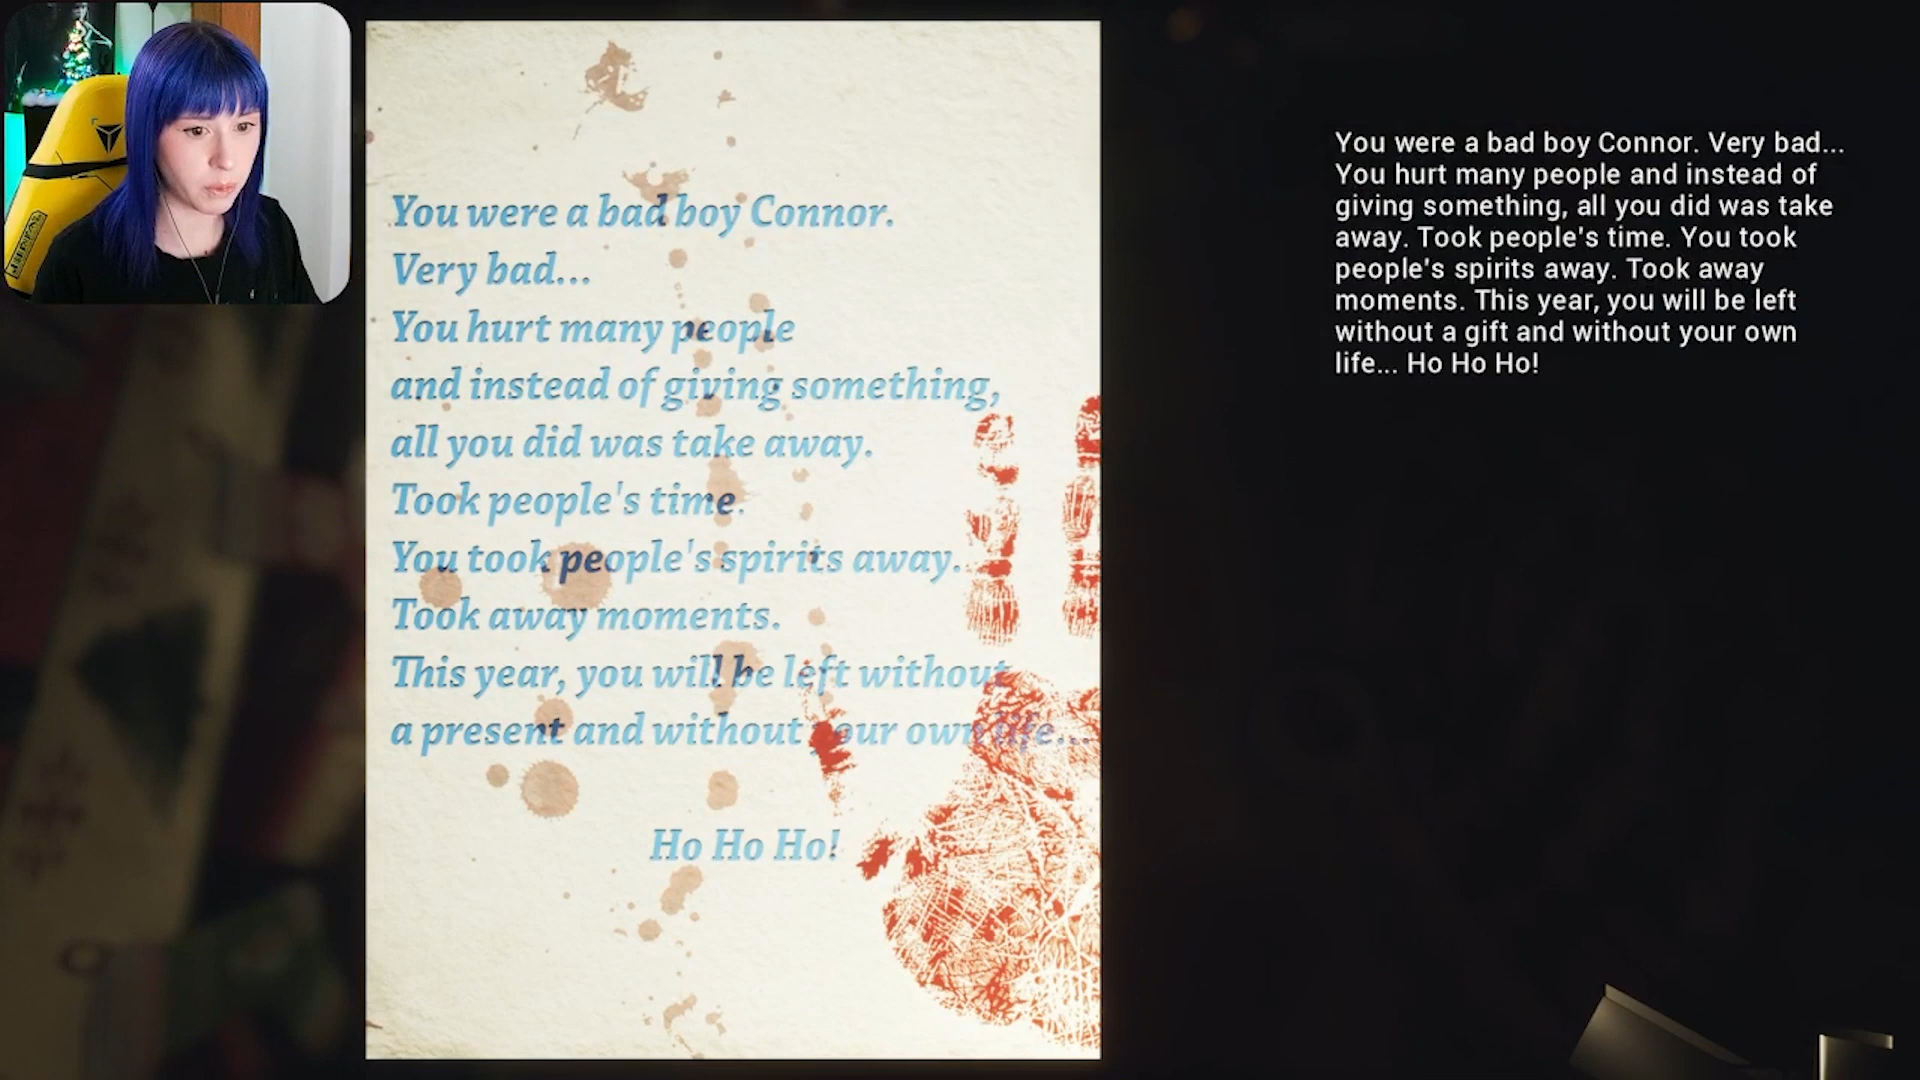 You were a bad boy Connor.
Very bad...
You hurt many people
and instead of giving something,
all you did was take away.
Took people's time.
You took people's spirits away.
Took away moments.
This year, you will be left without
a present and without your own life...
Ho Ho Ho!
You were a bad boy Connor. Very bad...
You hurt many people and instead of
giving something, all you did was take
away. Took people's time. You took
people's spirits away. Took away
moments. This year, you will be left
without a gift and without your own
life... Ho Ho Ho!